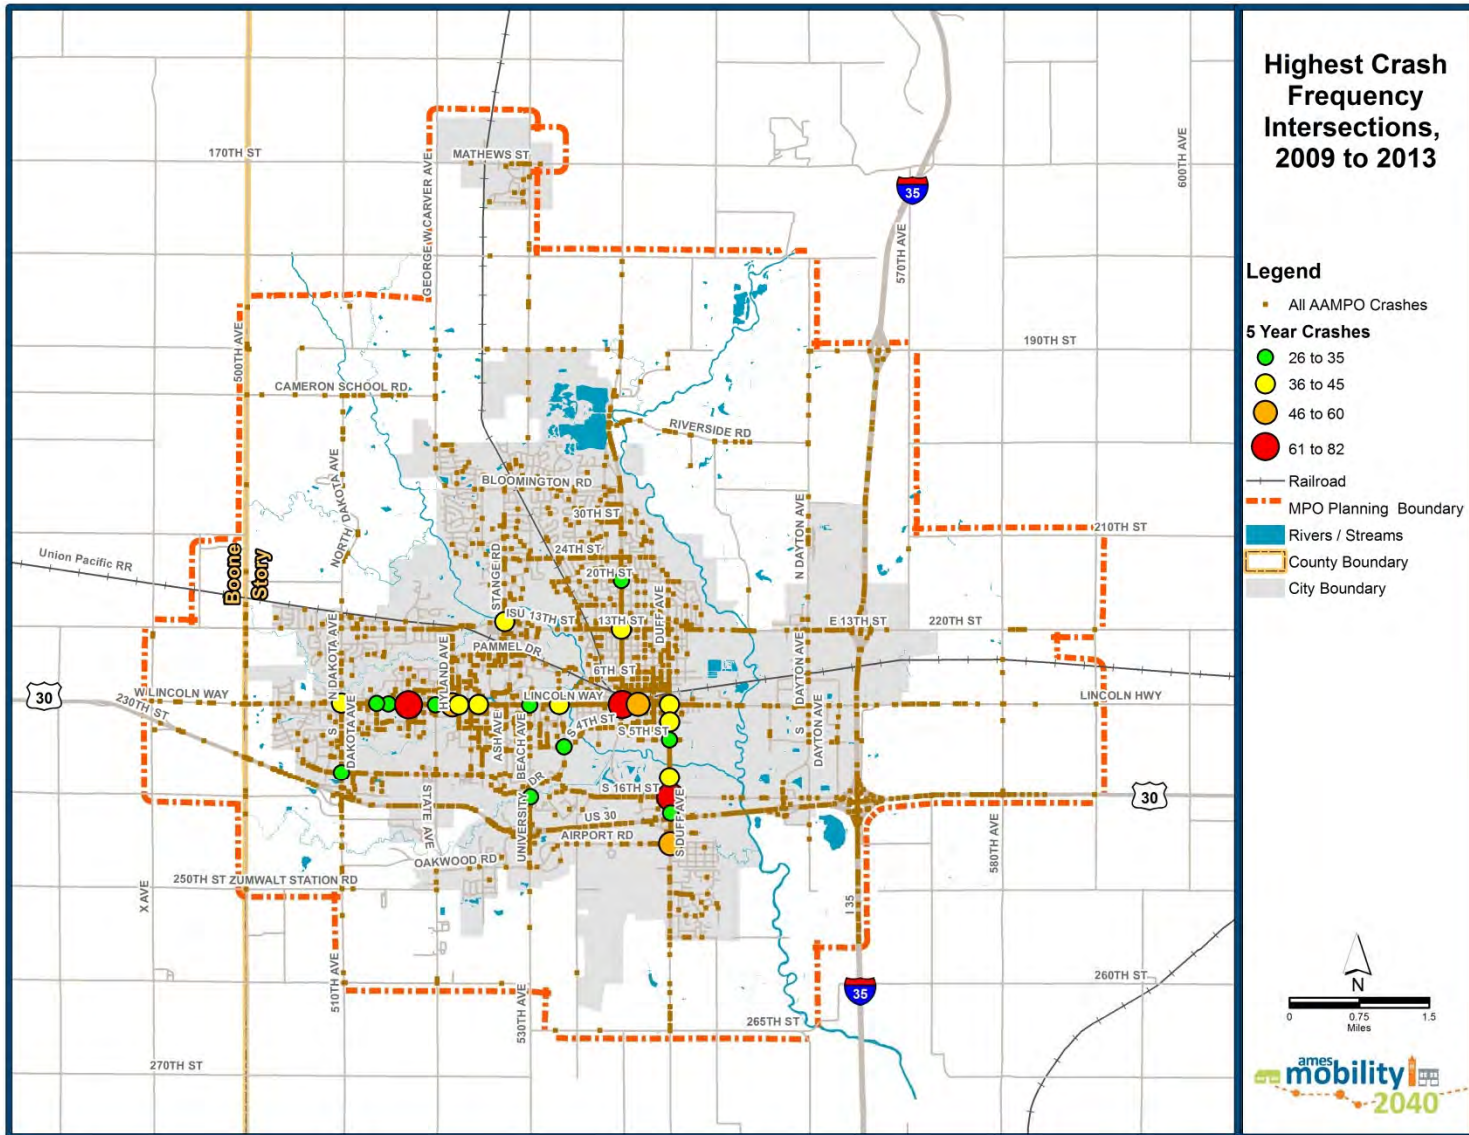 Highest Crash
Frequency
Intersections,
2009 to 2013
Legend
All AAMPO Crashes
5 Year Crashes
26 to 35
36 to 45
46 to 60
61 to 82
Railroad
MPO Planning Boundary
Rivers / Streams
County Boundary
City Boundary
N
0 0.75 1.5
Miles
ames
mobility
2040
170TH ST
MATHEWS ST
GEORGE W CARVER AVE
600TH AVE
35
570TH AVE
500TH AVE
190TH ST
CAMERON SCHOOL RD
RIVERSIDE RD
NORTH DAKOTA AVE
BLOOMINGTON RD
30TH ST
24TH ST
20TH ST
210TH ST
N DAYTON AVE
Union Pacific RR
Boone
Story
STANGE RD
ISU 13TH ST
13TH ST
DUFF AVE
E 13TH ST
220TH ST
PAMMEL DR
6TH ST
N DAKOTA AVE
HYLAND AVE
30
W LINCOLN WAY
LINCOLN WAY
LINCOLN HWY
230TH ST
S DAKOTA AVE
ASH AVE
BEACH AVE
S 4TH ST
S 5TH ST
S DAYTON AVE
DAYTON AVE
S 16TH ST
STATE AVE
UNIVERSITY DR
US 30
AIRPORT RD
S DUFF AVE
30
OAKWOOD RD
580TH AVE
250TH ST ZUMWALT STATION RD
X AVE
I 35
510TH AVE
530TH AVE
35
260TH ST
265TH ST
270TH ST